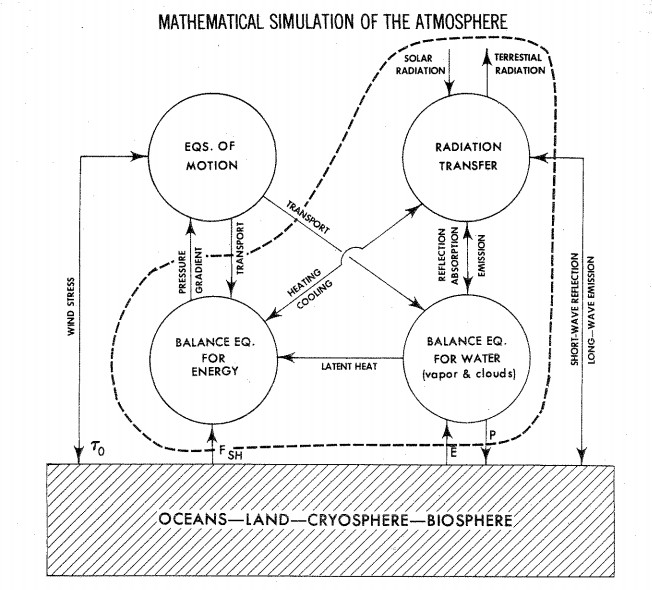 MATHEMATICAL SIMULATION OF THE ATMOSPHERE
SOLAR
RADIATION
TERRESTIAL
RADIATION
EQS. OF
MOTION
RADIATION
TRANSFER
TRANSPORT
WIND STRESS
PRESSURE
GRADIENT
TRANSPORT
HEATING
COOLING
REFLECTION
ABSORPTION
EMISSION
SHORT-WAVE REFLECTION
LONG-WAVE EMISSION
BALANCE EQ.
FOR
ENERGY
LATENT HEAT
BALANCE EQ.
FOR WATER
(vapor & clouds)
τ₀
F SH
E
P
OCEANS—LAND—CRYOSPHERE—BIOSPHERE